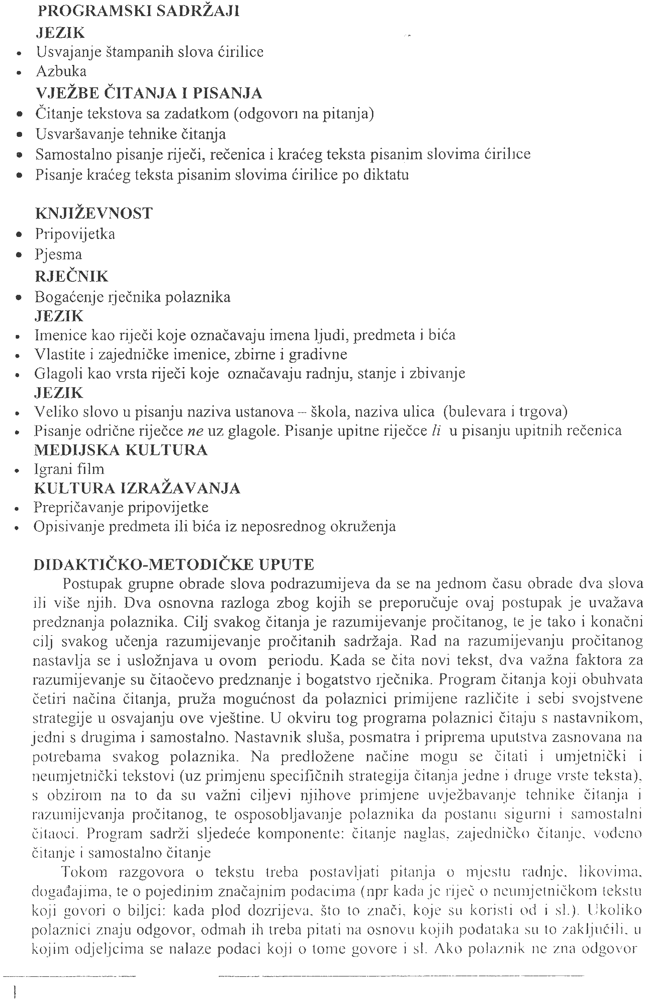 PROGRAMSKI SADRŽAJI
JEZIK
• Usvajanje štampanih slova ćirilice
• Azbuka
VJEŽBE ČITANJA I PISANJA
• Čitanje tekstova sa zadatkom (odgovori na pitanja)
• Usvaršavanje tehnike čitanja
• Samostalno pisanje riječi, rečenica i kraćeg teksta pisanim slovima ćirilice
• Pisanje kraćeg teksta pisanim slovima ćirilice po diktatu
KNJIŽEVNOST
• Pripovijetka
• Pjesma
RJEČNIK
• Bogaćenje rječnika polaznika
JEZIK
• Imenice kao riječi koje označavaju imena ljudi, predmeta i bića
• Vlastite i zajedničke imenice, zbirne i gradivne
• Glagoli kao vrsta riječi koje označavaju radnju, stanje i zbivanje
JEZIK
• Veliko slovo u pisanju naziva ustanova – škola, naziva ulica (bulevara i trgova)
• Pisanje odrične riječce ne uz glagole. Pisanje upitne riječce li u pisanju upitnih rečenica
MEDIJSKA KULTURA
• Igrani film
KULTURA IZRAŽAVANJA
• Prepričavanje pripovijetke
• Opisivanje predmeta ili bića iz neposrednog okruženja
DIDAKTIČKO-METODIČKE UPUTE
Postupak grupne obrade slova podrazumijeva da se na jednom času obrade dva slova
ili više njih. Dva osnovna razloga zbog kojih se preporučuje ovaj postupak je uvažava
predznanja polaznika. Cilj svakog čitanja je razumijevanje pročitanog, te je tako i konačni
cilj svakog učenja razumijevanje pročitanih sadržaja. Rad na razumijevanju pročitanog
nastavlja se i usložnjava u ovom periodu. Kada se čita novi tekst, dva važna faktora za
razumijevanje su čitaočevo predznanje i bogatstvo rječnika. Program čitanja koji obuhvata
četiri načina čitanja, pruža mogućnost da polaznici primijene različite i sebi svojstvene
strategije u osvajanju ove vještine. U okviru tog programa polaznici čitaju s nastavnikom,
jedni s drugima i samostalno. Nastavnik sluša, posmatra i priprema uputstva zasnovana na
potrebama svakog polaznika. Na predložene načine mogu se čitati i umjetnički i
neumjetnički tekstovi (uz primjenu specifičnih strategija čitanja jedne i druge vrste teksta),
s obzirom na to da su važni ciljevi njihove primjene uvježbavanje tehnike čitanja i
razumijevanja pročitanog, te osposobljavanje polaznika da postanu sigurni i samostalni
čitaoci. Program sadrži sljedeće komponente: čitanje naglas, zajedničko čitanje, vođeno
čitanje i samostalno čitanje
Tokom razgovora o tekstu treba postavljati pitanja o mjestu radnje, likovima,
događajima, te o pojedinim značajnim podacima (npr kada je riječ o neumjetničkom tekstu
koji govori o biljci: kada plod dozrijeva, što to znači, koje su koristi od i sl.). Ukoliko
polaznici znaju odgovor, odmah ih treba pitati na osnovu kojih podataka su to zaključili, u
kojim odjeljcima se nalaze podaci koji o tome govore i sl. Ako polaznik ne zna odgovor